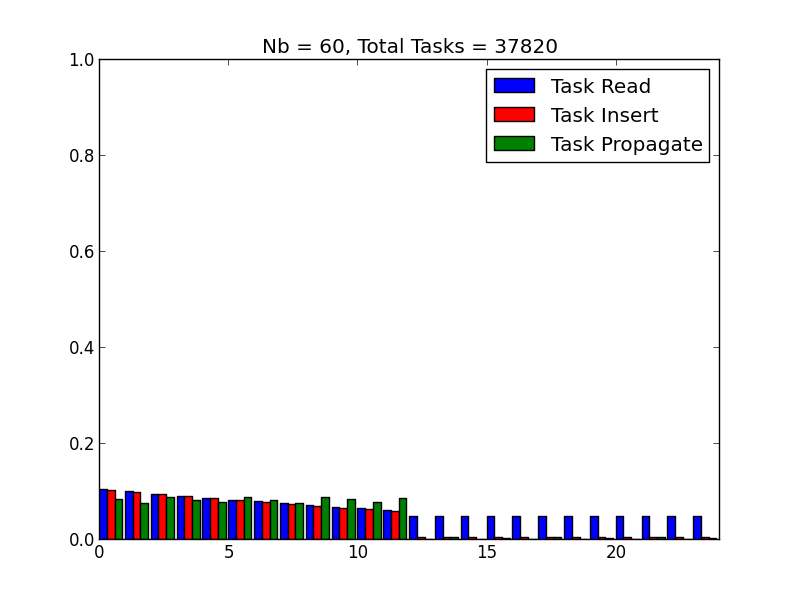 Nb = 60, Total Tasks = 37820
1.0
Task Read
Task Insert
Task Propagate
0.8
0.6
0.4
0.2
0.0
0 5 10 15 20